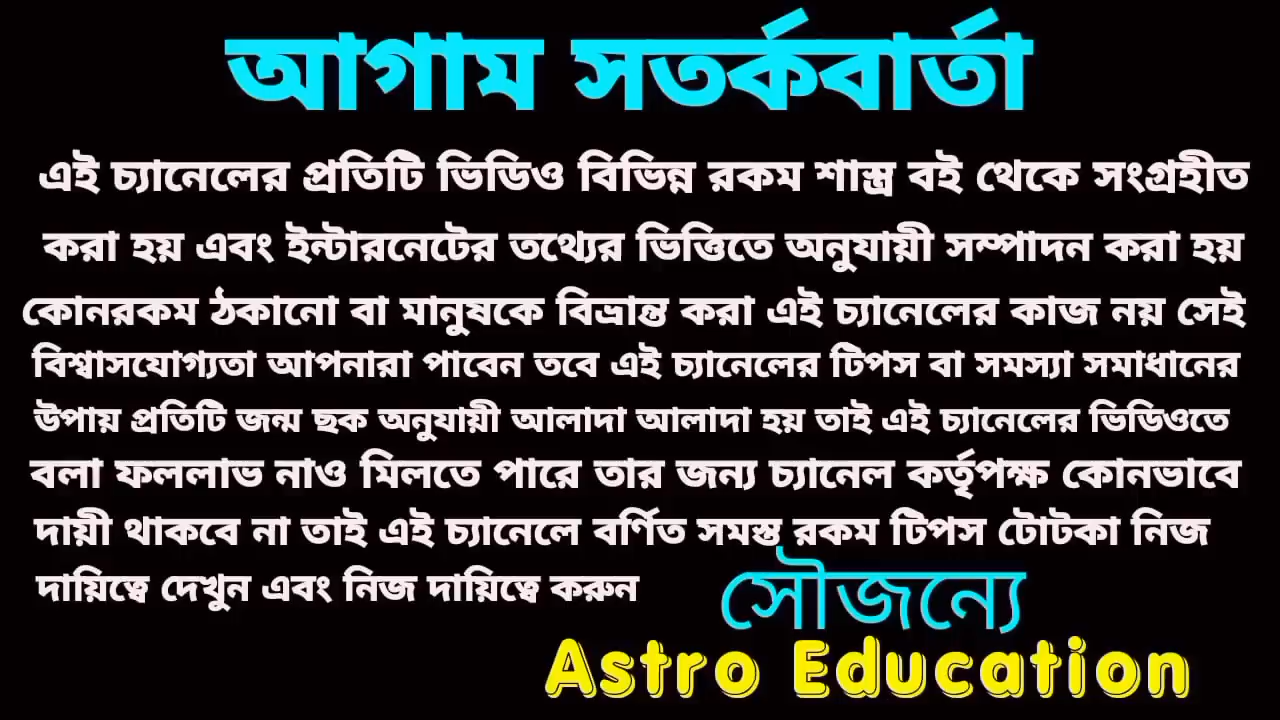 আগাম সতর্কবার্তা
এই চ্যানেলের প্রতিটি ভিডিও বিভিন্ন রকম শাস্ত্র বই থেকে সংগ্রহীত
করা হয় এবং ইন্টারনেটের তথ্যের ভিত্তিতে অনুযায়ী সম্পাদন করা হয়
কোনরকম ঠকানো বা মানুষকে বিভ্রান্ত করা এই চ্যানেলের কাজ নয় সেই
বিশ্বাসযোগ্যতা আপনারা পাবেন তবে এই চ্যানেলের টিপস বা সমস্যা সমাধানের
উপায় প্রতিটি জন্ম ছক অনুযায়ী আলাদা আলাদা হয় তাই এই চ্যানেলের ভিডিওতে
বলা ফললাভ নাও মিলতে পারে তার জন্য চ্যানেল কর্তৃপক্ষ কোনভাবে
দায়ী থাকবে না তাই এই চ্যানেলে বর্ণিত সমস্ত রকম টিপস টোটকা নিজ
দায়িত্বে দেখুন এবং নিজ দায়িত্বে করুন
সৌজন্যে
Astro Education